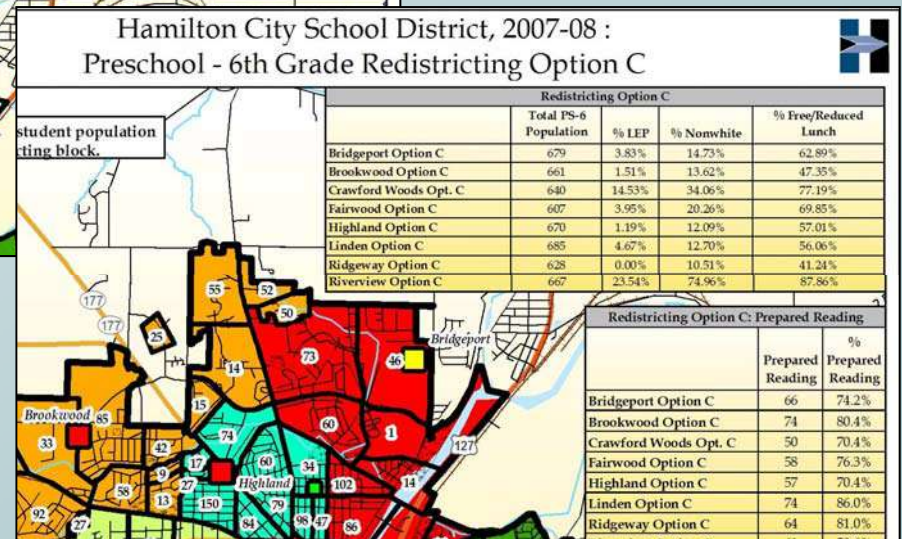 Hamilton City School District, 2007-08 :
Preschool - 6th Grade Redistricting Option C
H
student population
cting block.
Redistricting Option C
Total PS-6 Population % LEP % Nonwhite % Free/Reduced Lunch
Bridgeport Option C 679 3.83% 14.73% 62.89%
Brookwood Option C 661 1.51% 13.62% 47.35%
Crawford Woods Opt. C 640 14.53% 34.06% 77.19%
Fairwood Option C 607 3.95% 20.26% 69.85%
Highland Option C 670 1.19% 12.09% 57.01%
Linden Option C 685 4.67% 12.70% 56.06%
Ridgeway Option C 628 0.00% 10.51% 41.24%
Riverview Option C 667 23.54% 74.96% 87.86%
Redistricting Option C: Prepared Reading
Prepared Reading % Prepared Reading
Bridgeport Option C 66 74.2%
Brookwood Option C 74 80.4%
Crawford Woods Opt. C 50 70.4%
Fairwood Option C 58 76.3%
Highland Option C 57 70.4%
Linden Option C 74 86.0%
Ridgeway Option C 64 81.0%
177
177
55
52
50
25
14
73
46
Bridgeport
15
60
1
127
Brookwood
85
33
42
74
17
9
27
60
Highland
34
102
14
58
13
150
79
92
27
84
98
47
86